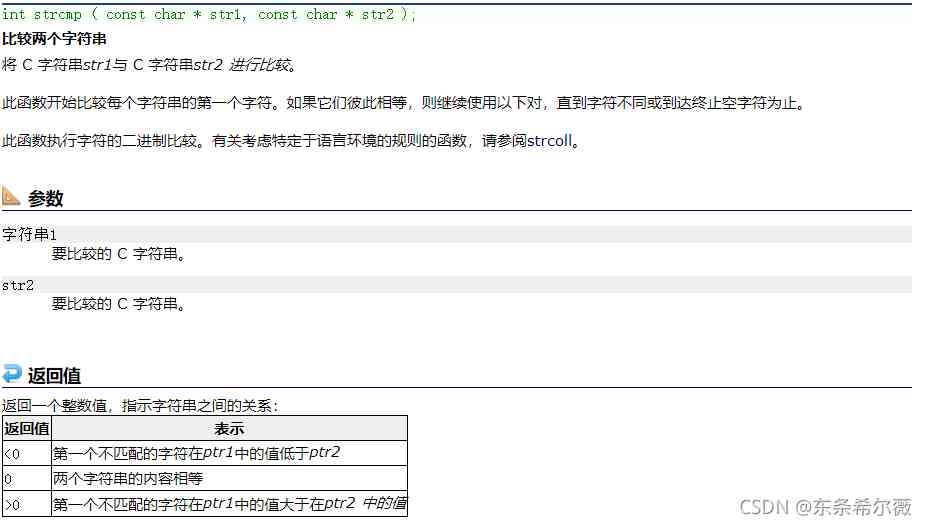 int strcmp ( const char * str1, const char * str2 );
比较两个字符串
将 C 字符串str1与 C 字符串str2 进行比较。
此函数开始比较每个字符串的第一个字符。如果它们彼此相等，则继续使用以下对，直到字符不同或到达终止空字符为止。
此函数执行字符的二进制比较。有关考虑特定于语言环境的规则的函数，请参阅strcoll。
参数
字符串1
要比较的 C 字符串。
str2
要比较的 C 字符串。
返回值
返回一个整数值，指示字符串之间的关系：
返回值 表示
<0 第一个不匹配的字符在ptr1中的值低于ptr2
0 两个字符串的内容相等
>0 第一个不匹配的字符在ptr1中的值大于在ptr2 中的值
CSDN @东条希尔薇